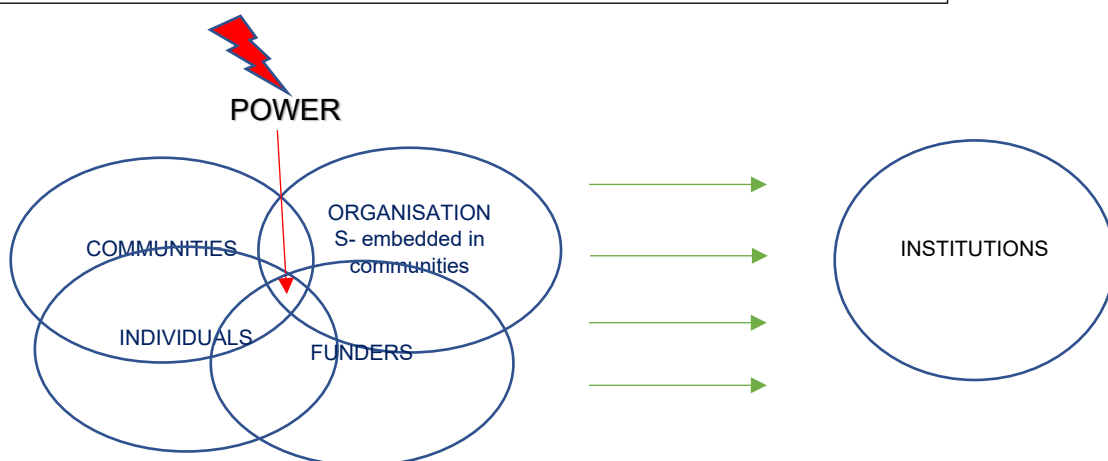 POWER
ORGANISATION
S- embedded in
communities
COMMUNITIES
INSTITUTIONS
INDIVIDUALS
FUNDERS